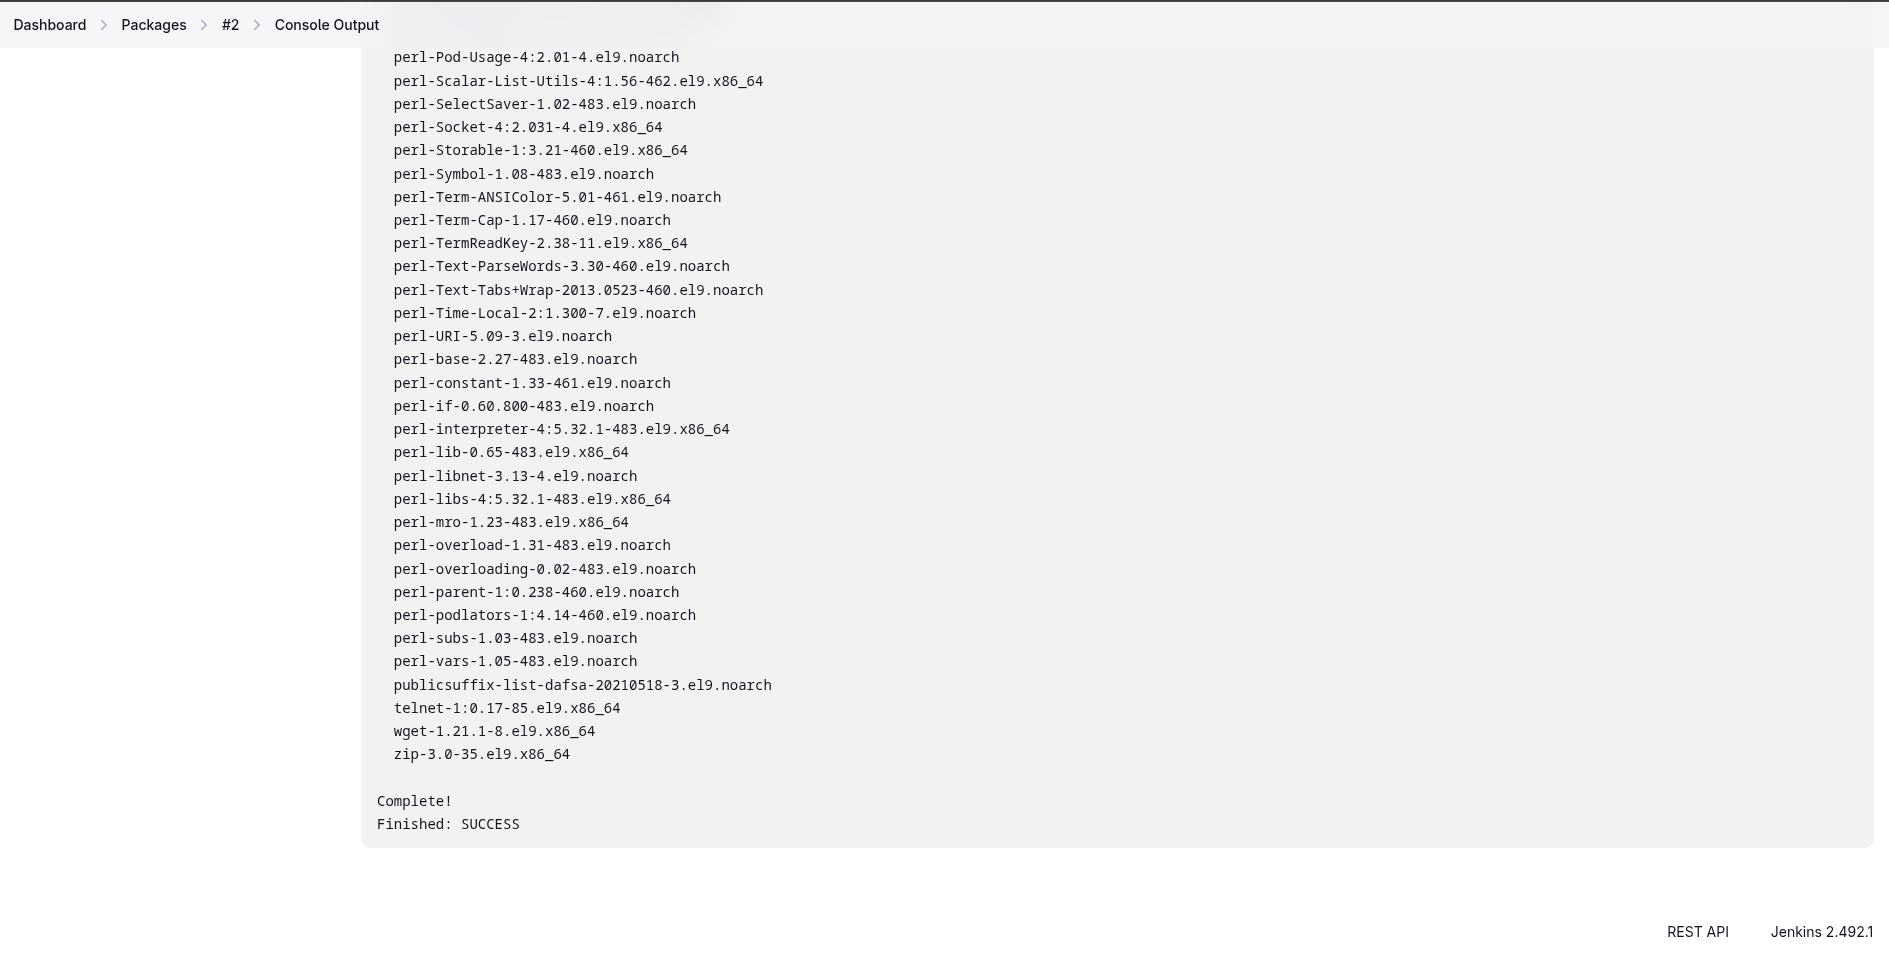 Dashboard > Packages > #2 > Console Output
perl-Pod-Usage-4:2.01-4.el9.noarch
perl-Scalar-List-Utils-4:1.56-462.el9.x86_64
perl-SelectSaver-1.02-483.el9.noarch
perl-Socket-4:2.031-4.el9.x86_64
perl-Storable-1:3.21-460.el9.x86_64
perl-Symbol-1.08-483.el9.noarch
perl-Term-ANSIColor-5.01-461.el9.noarch
perl-Term-Cap-1.17-460.el9.noarch
perl-TermReadKey-2.38-11.el9.x86_64
perl-Text-ParseWords-3.30-460.el9.noarch
perl-Text-Tabs+Wrap-2013.0523-460.el9.noarch
perl-Time-Local-2:1.300-7.el9.noarch
perl-URI-5.09-3.el9.noarch
perl-base-2.27-483.el9.noarch
perl-constant-1.33-461.el9.noarch
perl-if-0.60.800-483.el9.noarch
perl-interpreter-4:5.32.1-483.el9.x86_64
perl-lib-0.65-483.el9.x86_64
perl-libnet-3.13-4.el9.noarch
perl-libs-4:5.32.1-483.el9.x86_64
perl-mro-1.23-483.el9.x86_64
perl-overload-1.31-483.el9.noarch
perl-overloading-0.02-483.el9.noarch
perl-parent-1:0.238-460.el9.noarch
perl-podlators-1:4.14-460.el9.noarch
perl-subs-1.03-483.el9.noarch
perl-vars-1.05-483.el9.noarch
publicsuffix-list-dafsa-20210518-3.el9.noarch
telnet-1:0.17-85.el9.x86_64
wget-1.21.1-8.el9.x86_64
zip-3.0-35.el9.x86_64
Complete!
Finished: SUCCESS
REST API Jenkins 2.492.1